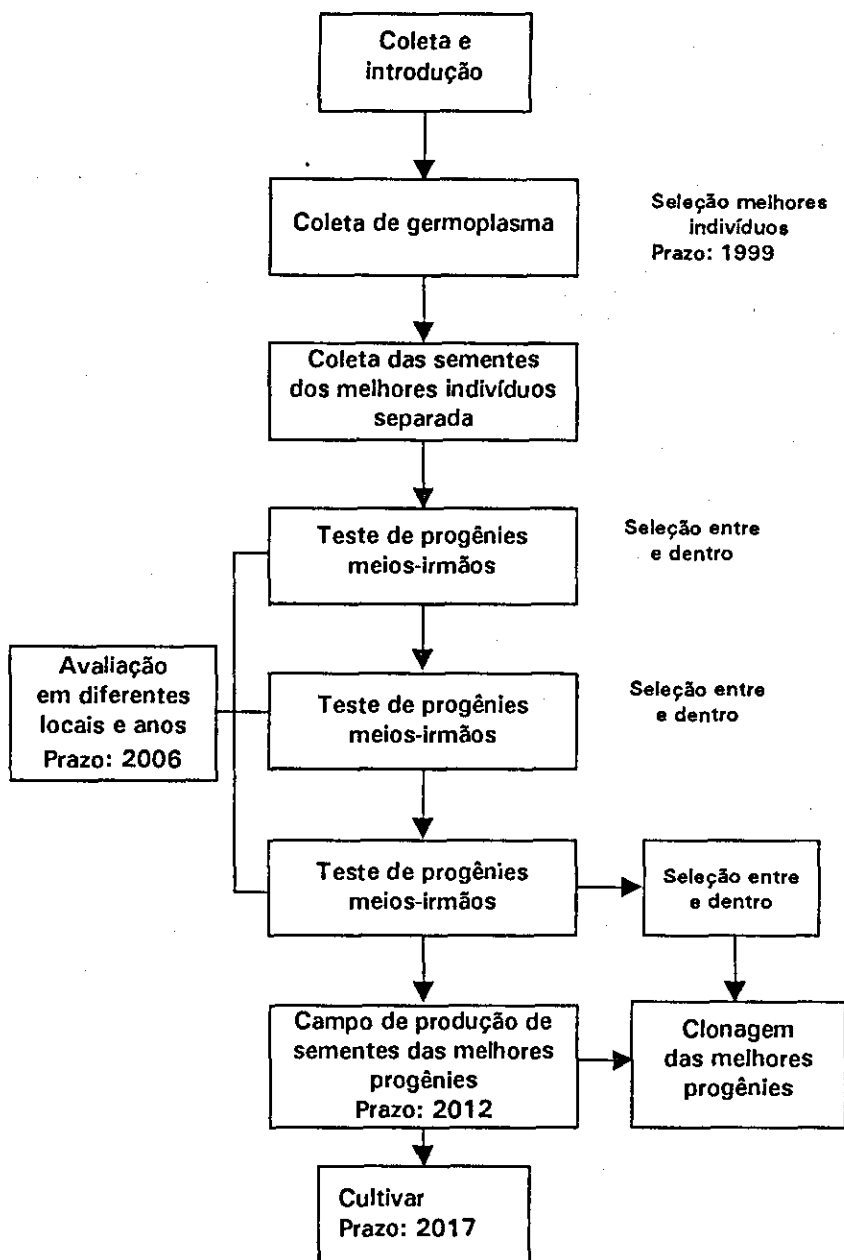 Coleta e
introdução
Coleta de germoplasma
Seleção melhores
indivíduos
Prazo: 1999
Coleta das sementes
dos melhores indivíduos
separada
Teste de progênies
meios-irmãos
Seleção entre
e dentro
Avaliação
em diferentes
locais e anos
Prazo: 2006
Teste de progênies
meios-irmãos
Seleção entre
e dentro
Teste de progênies
meios-irmãos
Seleção entre
e dentro
Campo de produção de
sementes das melhores
progênies
Prazo: 2012
Clonagem
das melhores
progênies
Cultivar
Prazo: 2017